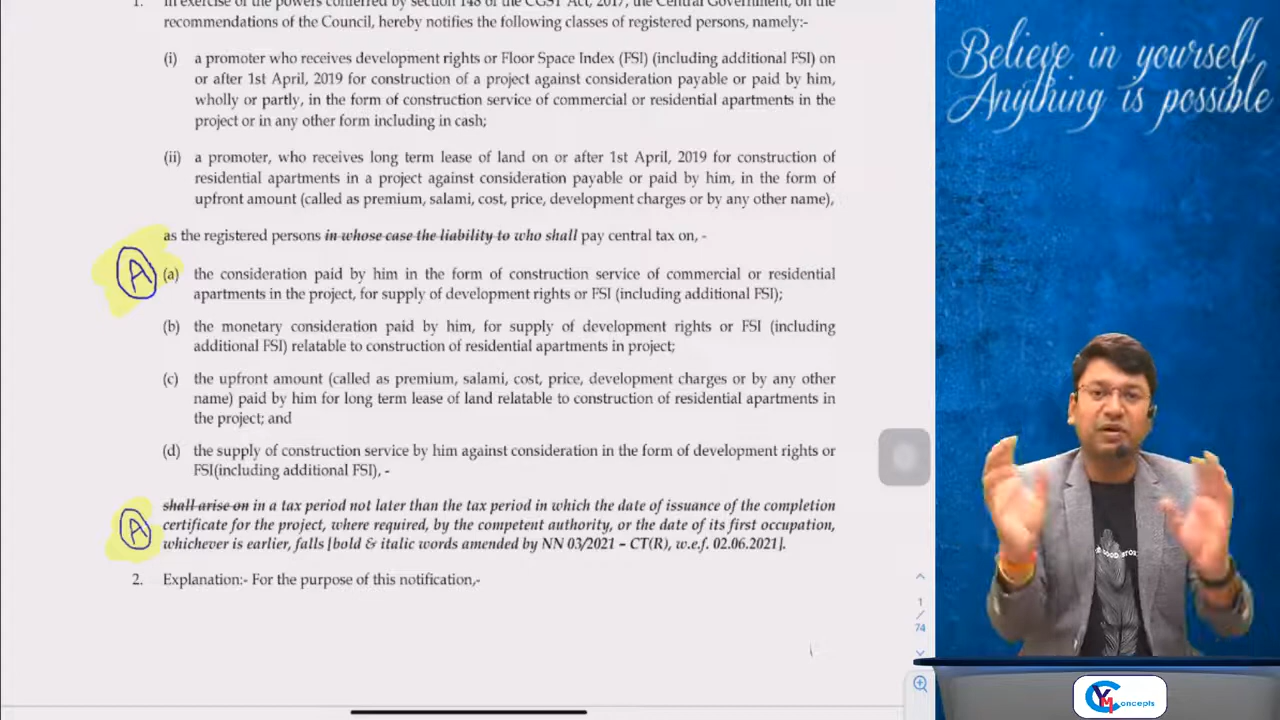 1. In exercise of the powers conferred by section 148 of the CGST Act, 2017, the Central Government, on the
recommendations of the Council, hereby notifies the following classes of registered persons, namely:-
(i) a promoter who receives development rights or Floor Space Index (FSI) (including additional FSI) on
or after 1st April, 2019 for construction of a project against consideration payable or paid by him,
wholly or partly, in the form of construction service of commercial or residential apartments in the
project or in any other form including in cash;
(ii) a promoter, who receives long term lease of land on or after 1st April, 2019 for construction of
residential apartments in a project against consideration payable or paid by him, in the form of
upfront amount (called as premium, salami, cost, price, development charges or by any other name),
as the registered persons in whose case the liability to who shall pay central tax on, -
A
(a) the consideration paid by him in the form of construction service of commercial or residential
apartments in the project, for supply of development rights or FSI (including additional FSI);
(b) the monetary consideration paid by him, for supply of development rights or FSI (including
additional FSI) relatable to construction of residential apartments in project;
(c) the upfront amount (called as premium, salami, cost, price, development charges or by any other
name) paid by him for long term lease of land relatable to construction of residential apartments in
the project; and
(d) the supply of construction service by him against consideration in the form of development rights or
FSI(including additional FSI), -
A
shall arise on in a tax period not later than the tax period in which the date of issuance of the completion
certificate for the project, where required, by the competent authority, or the date of its first occupation,
whichever is earlier, falls [bold & italic words amended by NN 03/2021 – CT(R), w.e.f. 02.06.2021].
2. Explanation:- For the purpose of this notification,-
1
/
74
Believe in yourself
Anything is possible
YM
Concepts